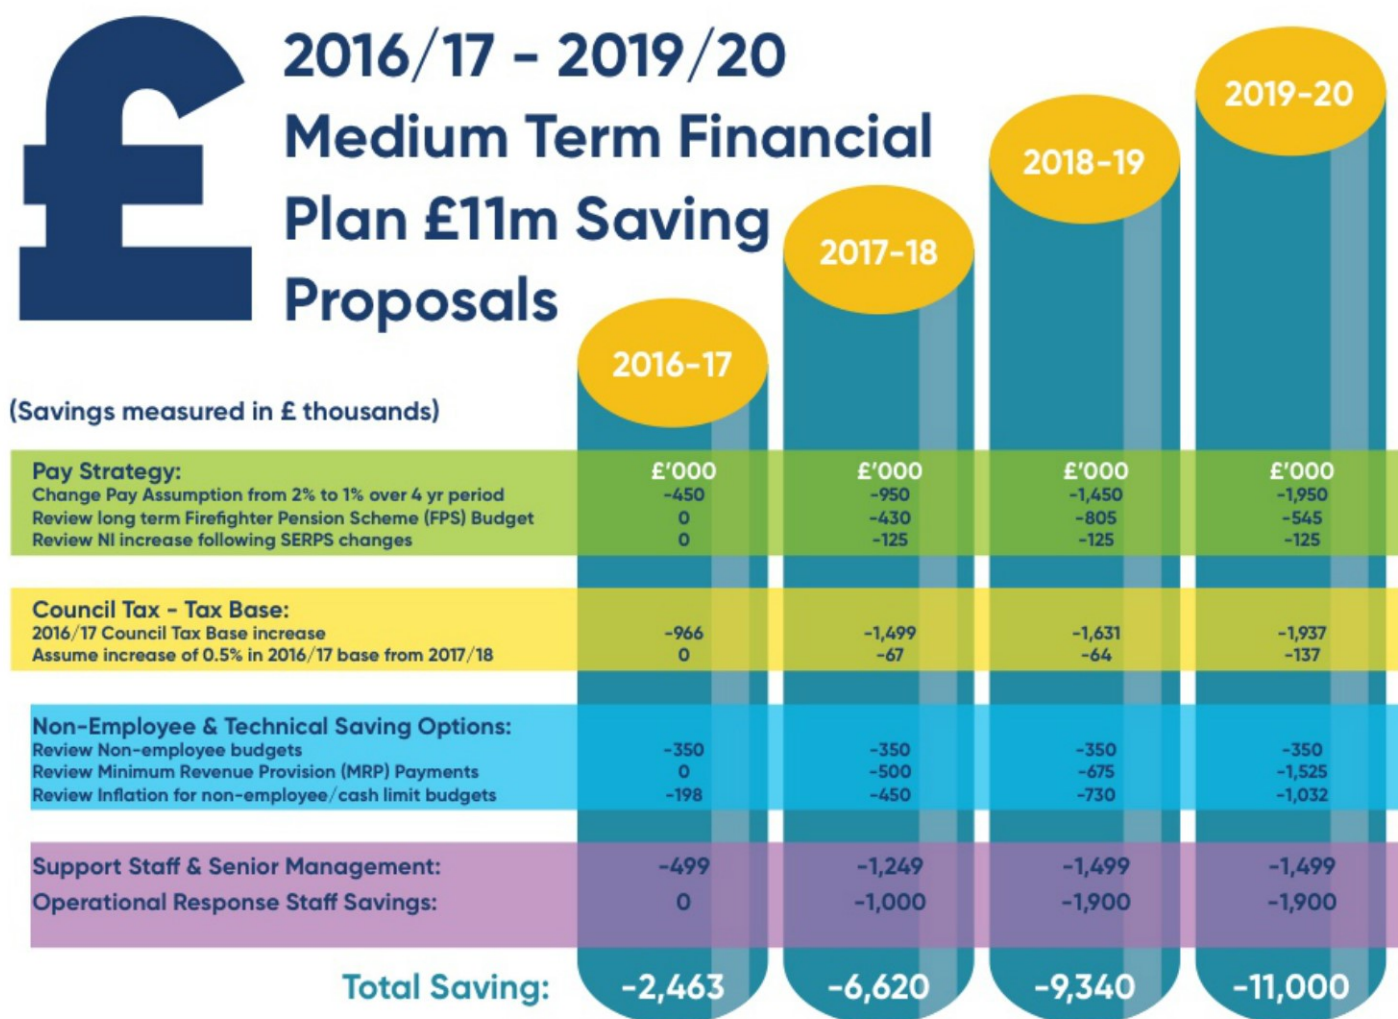 £
2016/17 - 2019/20
Medium Term Financial
Plan £11m Saving
Proposals
2016-17
2017-18
2018-19
2019-20
(Savings measured in £ thousands)
Pay Strategy: £'000 £'000 £'000 £'000
Change Pay Assumption from 2% to 1% over 4 yr period -450 -950 -1,450 -1,950
Review long term Firefighter Pension Scheme (FPS) Budget 0 -430 -805 -545
Review NI increase following SERPS changes 0 -125 -125 -125
Council Tax - Tax Base:
2016/17 Council Tax Base increase -966 -1,499 -1,631 -1,937
Assume increase of 0.5% in 2016/17 base from 2017/18 0 -67 -64 -137
Non-Employee & Technical Saving Options:
Review Non-employee budgets -350 -350 -350 -350
Review Minimum Revenue Provision (MRP) Payments 0 -500 -675 -1,525
Review Inflation for non-employee/cash limit budgets -198 -450 -730 -1,032
Support Staff & Senior Management: -499 -1,249 -1,499 -1,499
Operational Response Staff Savings: 0 -1,000 -1,900 -1,900
Total Saving: -2,463 -6,620 -9,340 -11,000